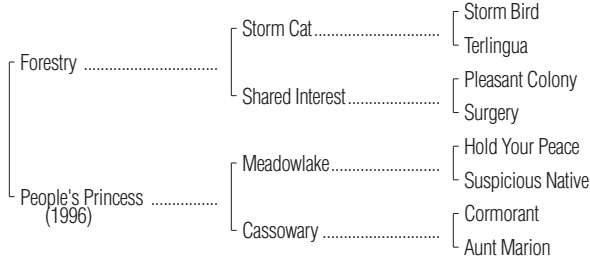 Storm Bird
Storm Cat
Terlingua
Forestry
Pleasant Colony
Shared Interest
Surgery
Hold Your Peace
Meadowlake
Suspicious Native
People's Princess
(1996)
Cormorant
Cassowary
Aunt Marion